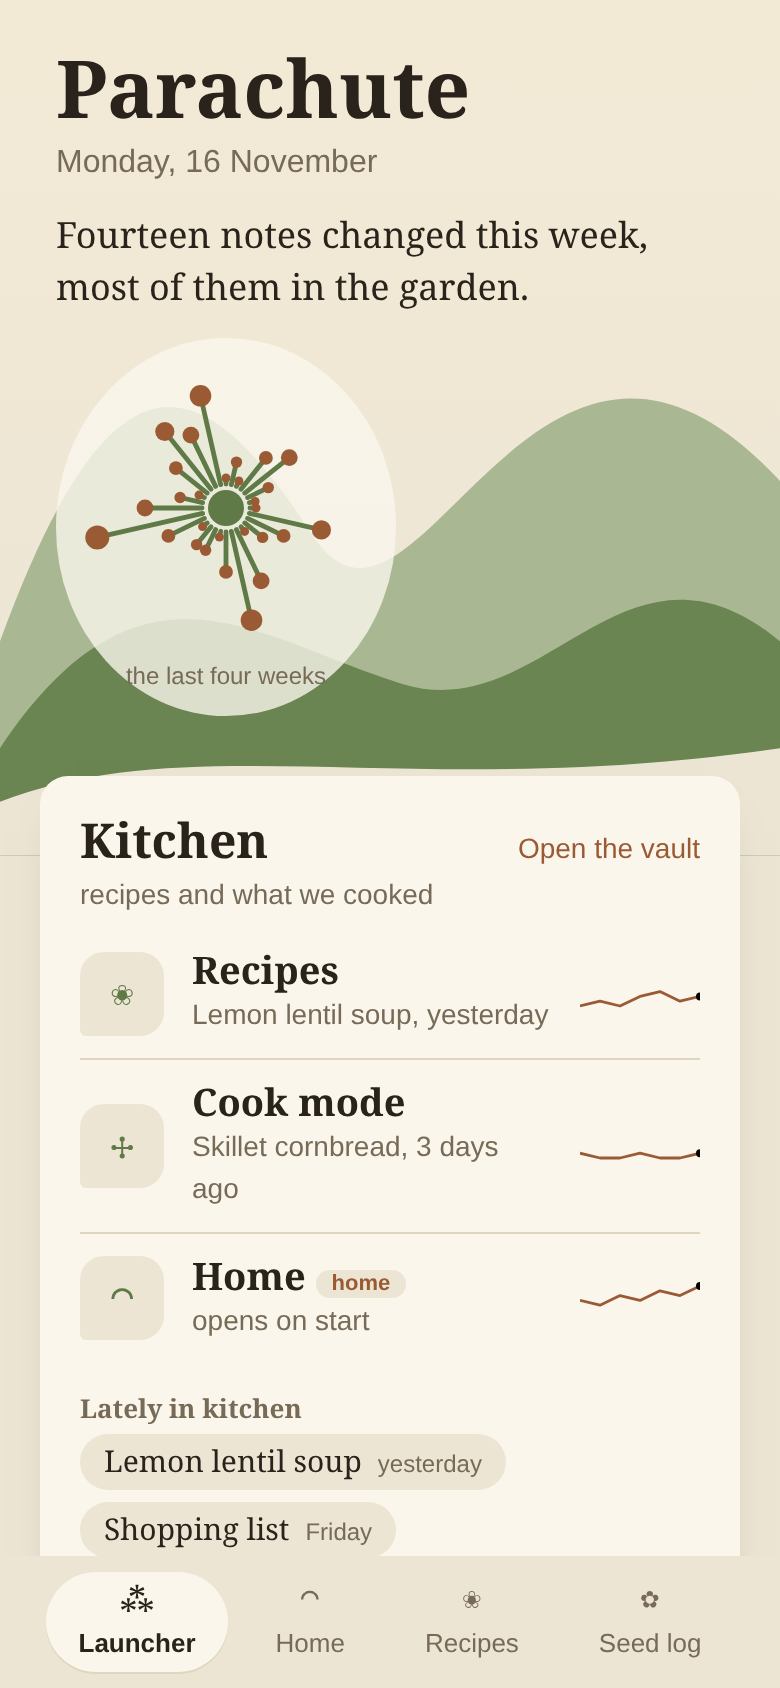 Parachute
Monday, 16 November
Fourteen notes changed this week,
most of them in the garden.
the last four weeks
Kitchen
Open the vault
recipes and what we cooked
Recipes
Lemon lentil soup, yesterday
Cook mode
Skillet cornbread, 3 days
ago
Home home
opens on start
Lately in kitchen
Lemon lentil soup yesterday
Shopping list Friday
Launcher Home Recipes Seed log